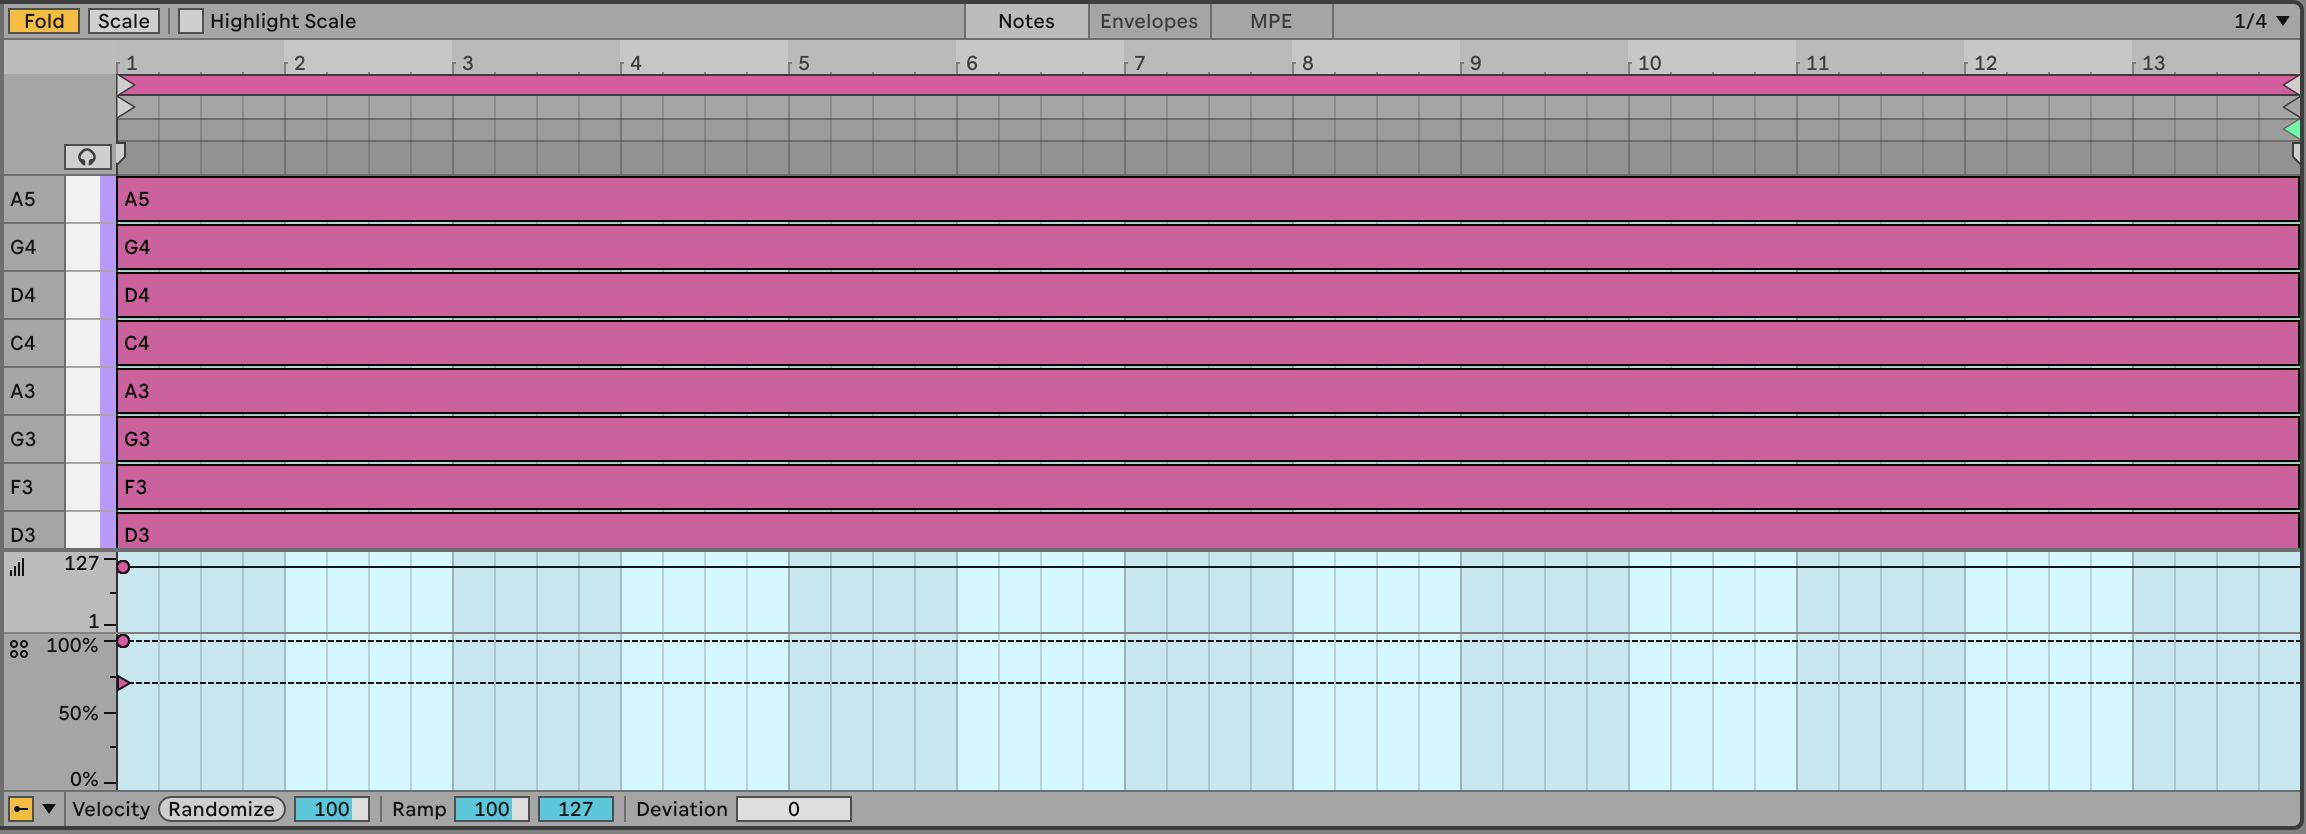 Fold Scale Highlight Scale Notes Envelopes MPE 1/4
1 2 3 4 5 6 7 8 9 10 11 12 13
A5 A5
G4 G4
D4 D4
C4 C4
A3 A3
G3 G3
F3 F3
D3 D3
127
1
100%
50%
0%
Velocity Randomize 100 Ramp 100 127 Deviation 0